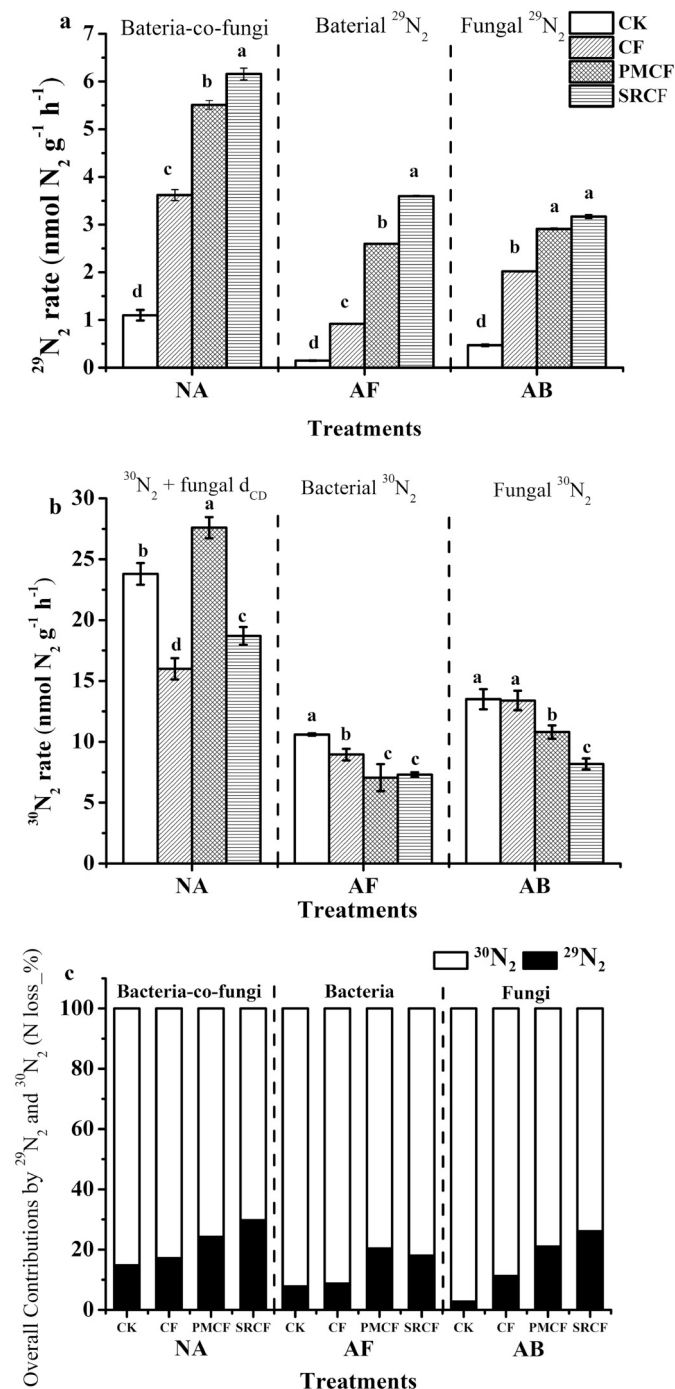 a
Bateria-co-fungi
Baterial ²⁹N₂
Fungal ²⁹N₂
CK
CF
PMCF
SRCF
²⁹N₂ rate (nmol N₂ g⁻¹ h⁻¹)
7
6
5
4
3
2
1
0
d
c
b
a
d
c
b
a
d
b
a
a
NA
AF
AB
Treatments
b
³⁰N₂ + fungal d_CD
Bacterial ³⁰N₂
Fungal ³⁰N₂
³⁰N₂ rate (nmol N₂ g⁻¹ h⁻¹)
30
25
20
15
10
5
0
b
d
a
c
a
b
c
c
a
a
b
c
NA
AF
AB
Treatments
c
³⁰N₂
²⁹N₂
Bacteria-co-fungi
Bacteria
Fungi
Overall Contributions by ²⁹N₂ and ³⁰N₂ (N loss_%)
100
80
60
40
20
0
CK CF PMCF SRCF CK CF PMCF SRCF CK CF PMCF SRCF
NA
AF
AB
Treatments